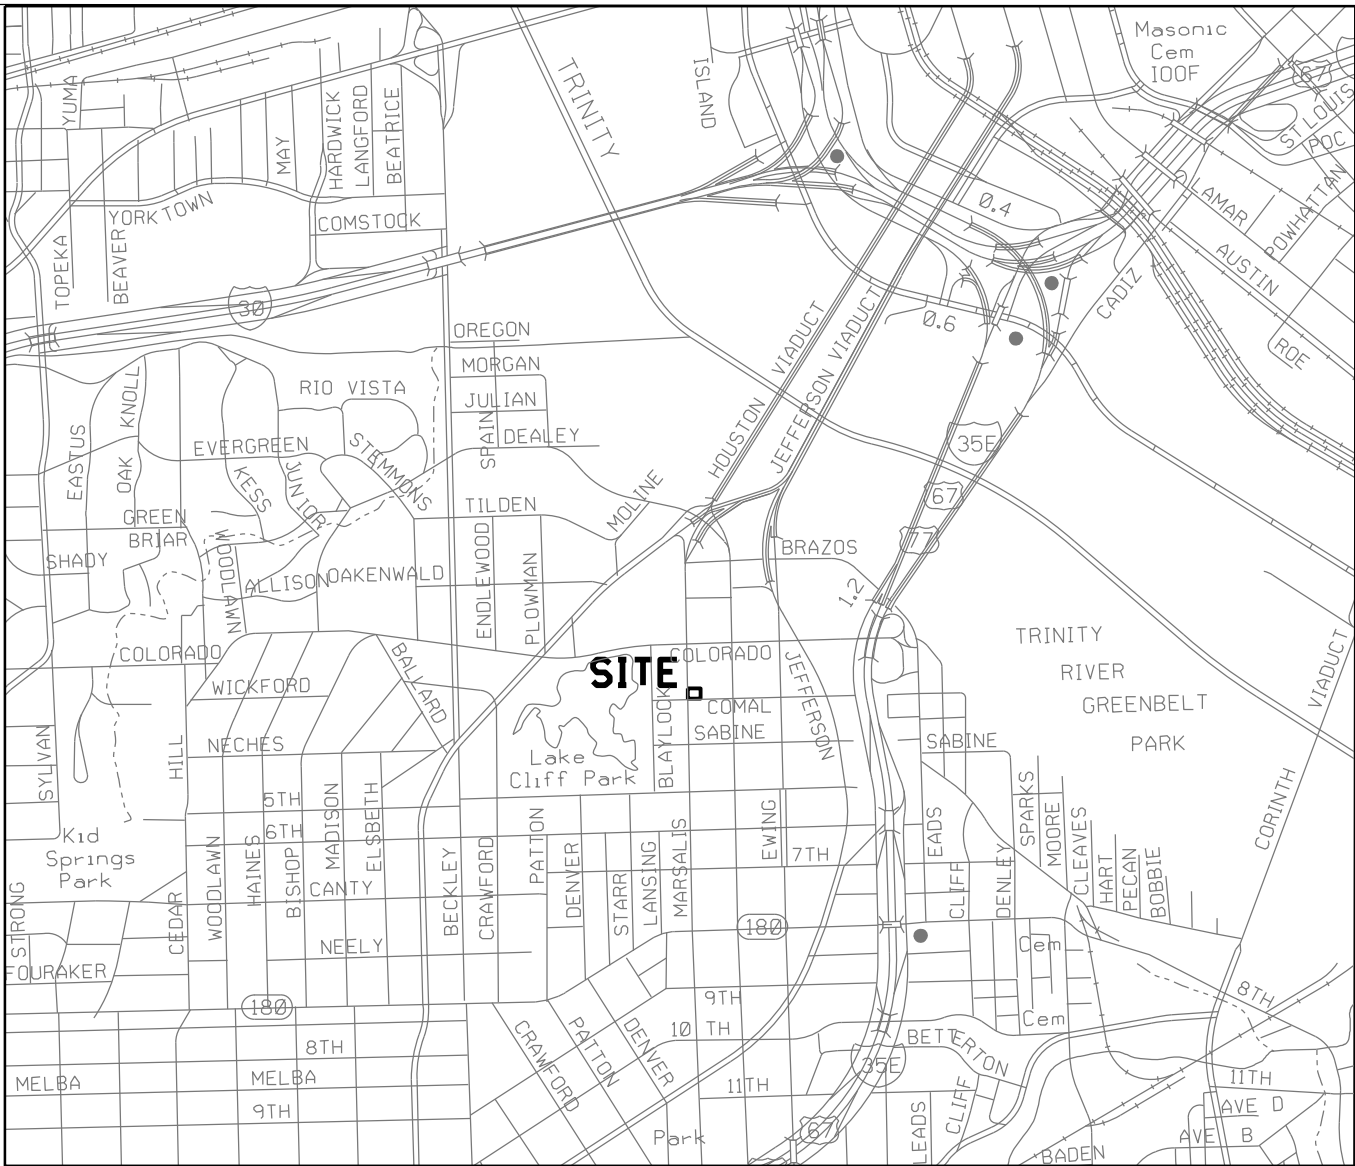 Masonic
Cem
IOOF
67
ST LOUIS
POC
YUMA
TRINITY
ISLAND
HARDWICK
LANGFORD
BEATRICE
MAY
LAMAR
POWHATTAN
AUSTIN
0.4
YORKTOWN
COMSTOCK
TOPEKA
BEAVER
30
CADIZ
0.6
ROE
OREGON
MORGAN
RIO VISTA
JULIAN
SPAIN
DEALEY
HOUSTON VIADUCT
JEFFERSON VIADUCT
35E
67
77
EASTUS
OAK KNOLL
EVERGREEN
STEMMONS
KESS
JUNIOR
TILDEN
MOLINE
GREEN
BRIAR
WOODLAWN
SHADY
ALLISON
OAKENWALD
ENDLEWOOD
PLOWMAN
BRAZOS
1.2
TRINITY
RIVER
GREENBELT
PARK
VIADUCT
CORINTH
COLORADO
BALLARD
SITE
COLORADO
JEFFERSON
WICKFORD
BLAYLOCK
COMAL
SABINE
SABINE
NECHES
Lake
Cliff Park
SYLVAN
HILL
5TH
6TH
MADISON
ELSBETH
Kid
Springs
Park
EWING
7TH
EADS
SPARKS
MOORE
CLEAVES
HART
PECAN
BOBBIE
STRONG
CEDAR
WOODLAWN
HAINES
BISHOP
CANTY
BECKLEY
CRAWFORD
PATTON
DENVER
STARR
LANSING
MARSALIS
CLIFF
DENLEY
180
NEELY
Cem
FOURAKER
180
9TH
Cem
8TH
10 TH
CRAWFORD
PATTON
DENVER
BETTERTON
8TH
MELBA
MELBA
35E
11TH
11TH
9TH
AVE D
67
LEADS
CLIFF
Park
AVE B
BADEN